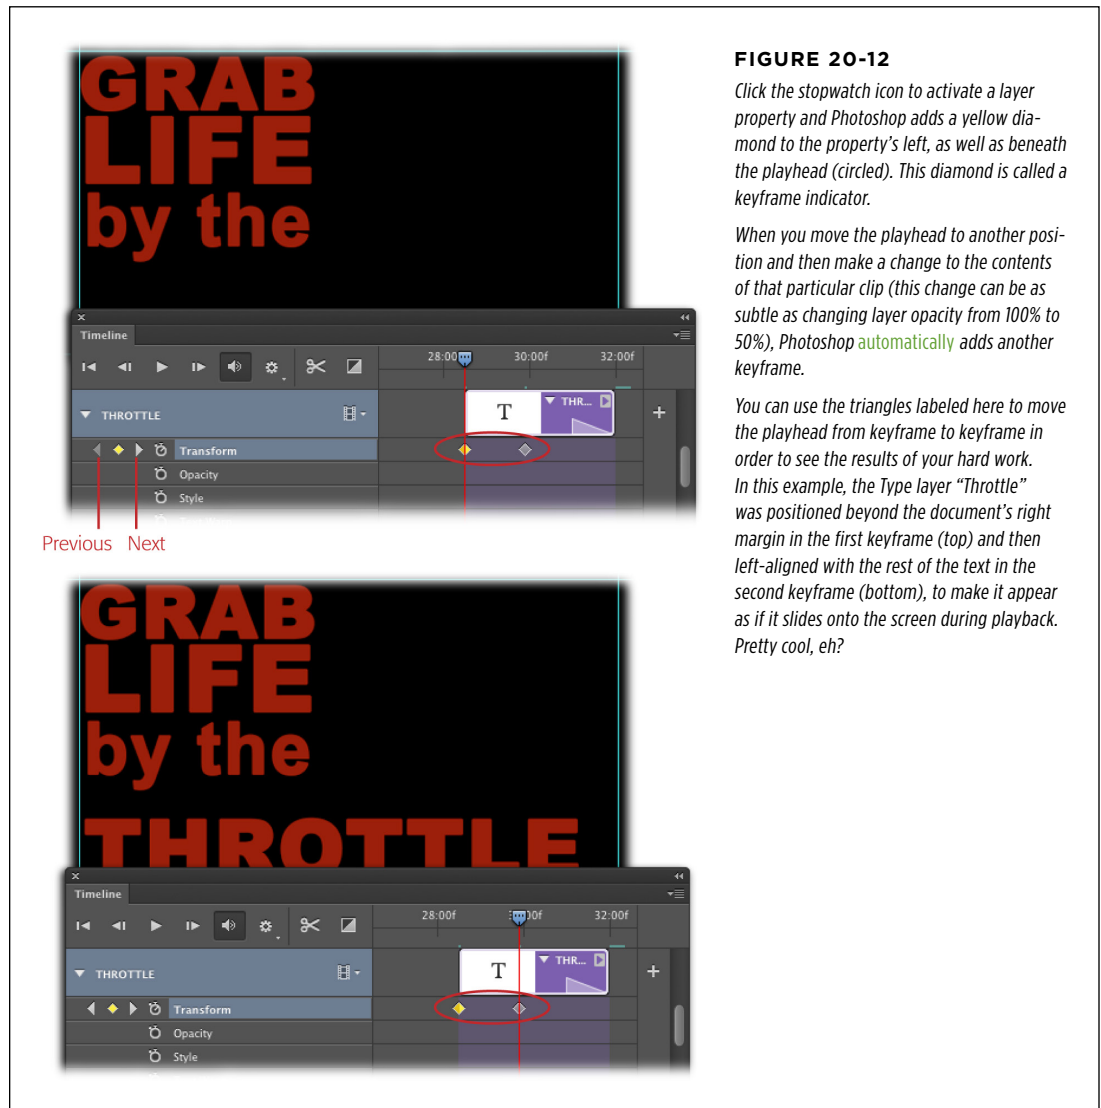 GRAB
LIFE
by the
Timeline
28:00
30:00f
32:00f
THROTTLE
T
THR...
Transform
Opacity
Style
Previous Next
GRAB
LIFE
by the
THROTTLE
Timeline
28:00f
0f
32:00f
THROTTLE
T
THR...
Transform
Opacity
Style
FIGURE 20-12
Click the stopwatch icon to activate a layer
property and Photoshop adds a yellow dia-
mond to the property's left, as well as beneath
the playhead (circled). This diamond is called a
keyframe indicator.
When you move the playhead to another posi-
tion and then make a change to the contents
of that particular clip (this change can be as
subtle as changing layer opacity from 100% to
50%), Photoshop automatically adds another
keyframe.
You can use the triangles labeled here to move
the playhead from keyframe to keyframe in
order to see the results of your hard work.
In this example, the Type layer “Throttle”
was positioned beyond the document's right
margin in the first keyframe (top) and then
left-aligned with the rest of the text in the
second keyframe (bottom), to make it appear
as if it slides onto the screen during playback.
Pretty cool, eh?